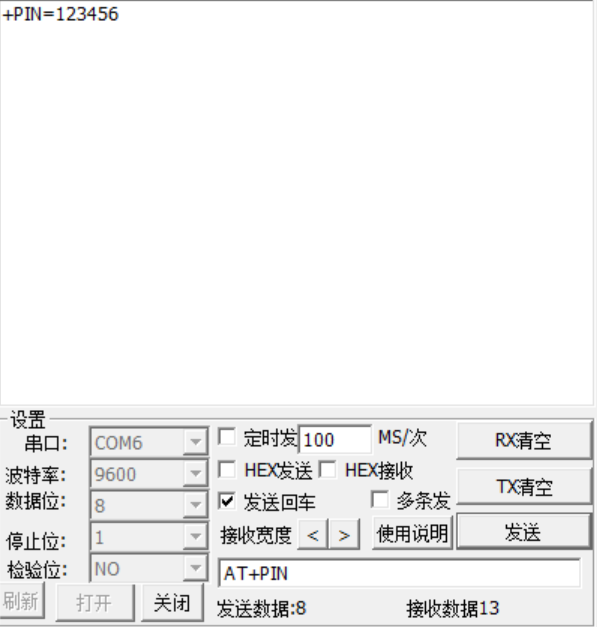 +PIN=123456
设置
串口: COM6 定时发 100 MS/次 RX清空
波特率: 9600 HEX发送 HEX接收 TX清空
数据位: 8 发送回车 多条发
停止位: 1 接收宽度 < > 使用说明 发送
检验位: NO AT+PIN
刷新 打开 关闭 发送数据:8 接收数据13